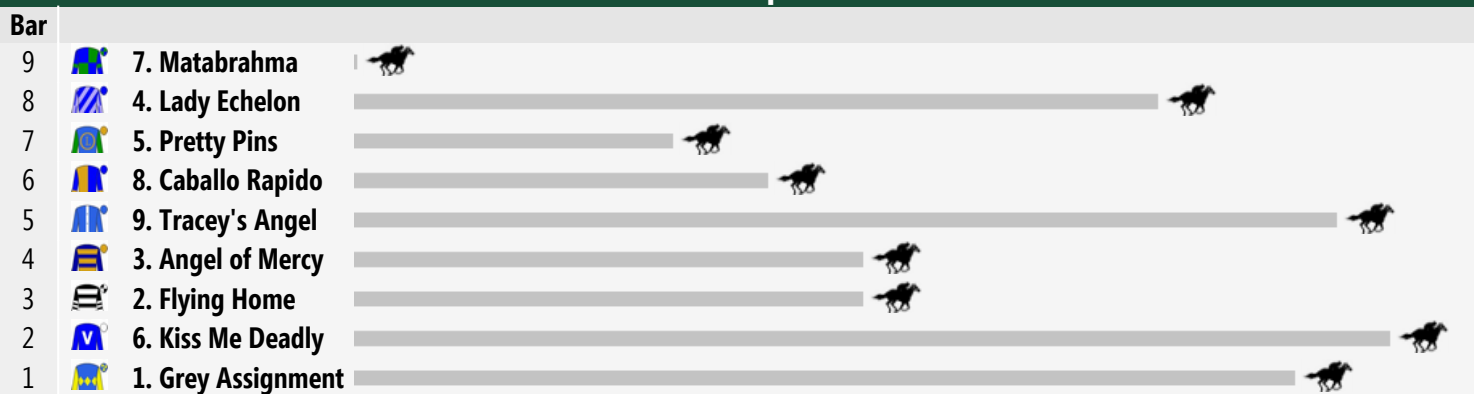 Bar
9 7. Matabrahma
8 4. Lady Echelon
7 5. Pretty Pins
6 8. Caballo Rapido
5 9. Tracey's Angel
4 3. Angel of Mercy
3 2. Flying Home
2 V 6. Kiss Me Deadly
1 1. Grey Assignment